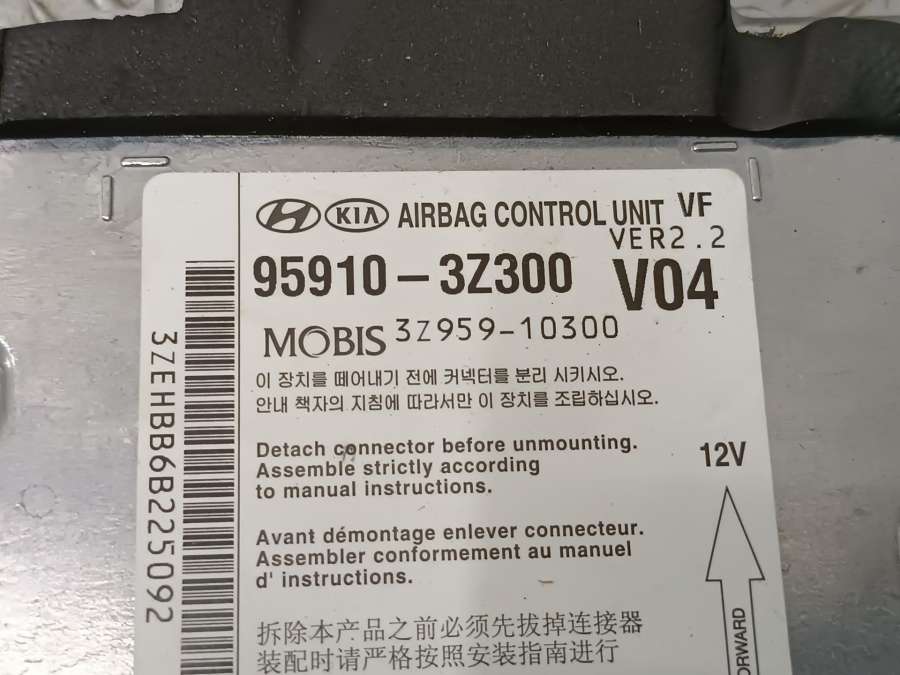 KIA AIRBAG CONTROL UNIT VF
VER2.2
95910-3Z300 V04
MOBIS 3Z959-10300
이 장치를 떼어내기 전에 커넥터를 분리 시키시오.
안내 책자의 지침에 따라서만 이 장치를 조립하십시오.
Detach connector before unmounting.
Assemble strictly according
to manual instructions.
12V
Avant démontage enlever connecteur.
Assembler conformement au manuel
d' instructions.
拆除本产品之前必须先拔掉连接器
装配时请严格按照安装指南进行
3ZEHBB6B225092